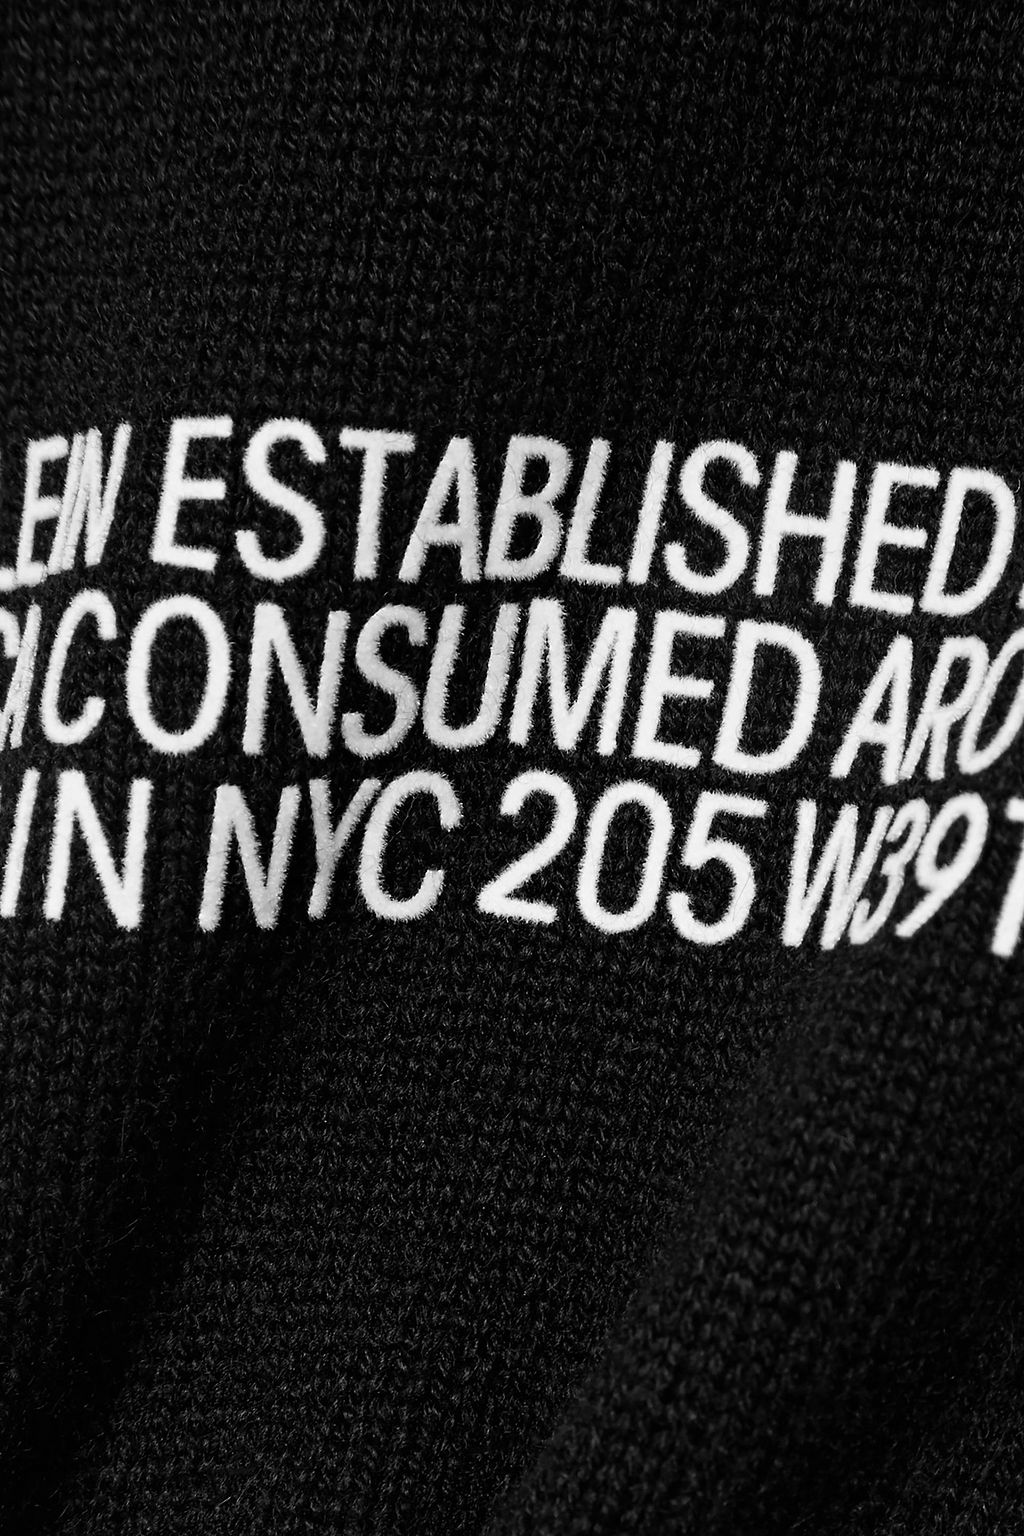 LEIN ESTABLISHED
CONSUMED ARO
IN NYC 205 W39 T